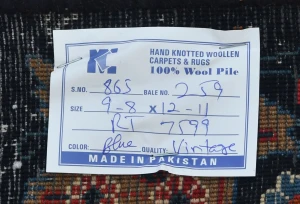 KC HAND KNOTTED WOOLLEN
CARPETS & RUGS
100% Wool Pile
S.NO. 865 BALE NO. 259
SIZE 9-8 x 12-11
RT 7599
COLOR: Blue QUALITY: Vintage
MADE IN PAKISTAN